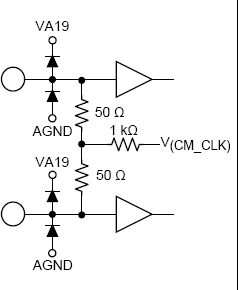 VA19
50 Ω
AGND
1 kΩ
V(CM_CLK)
VA19
50 Ω
AGND